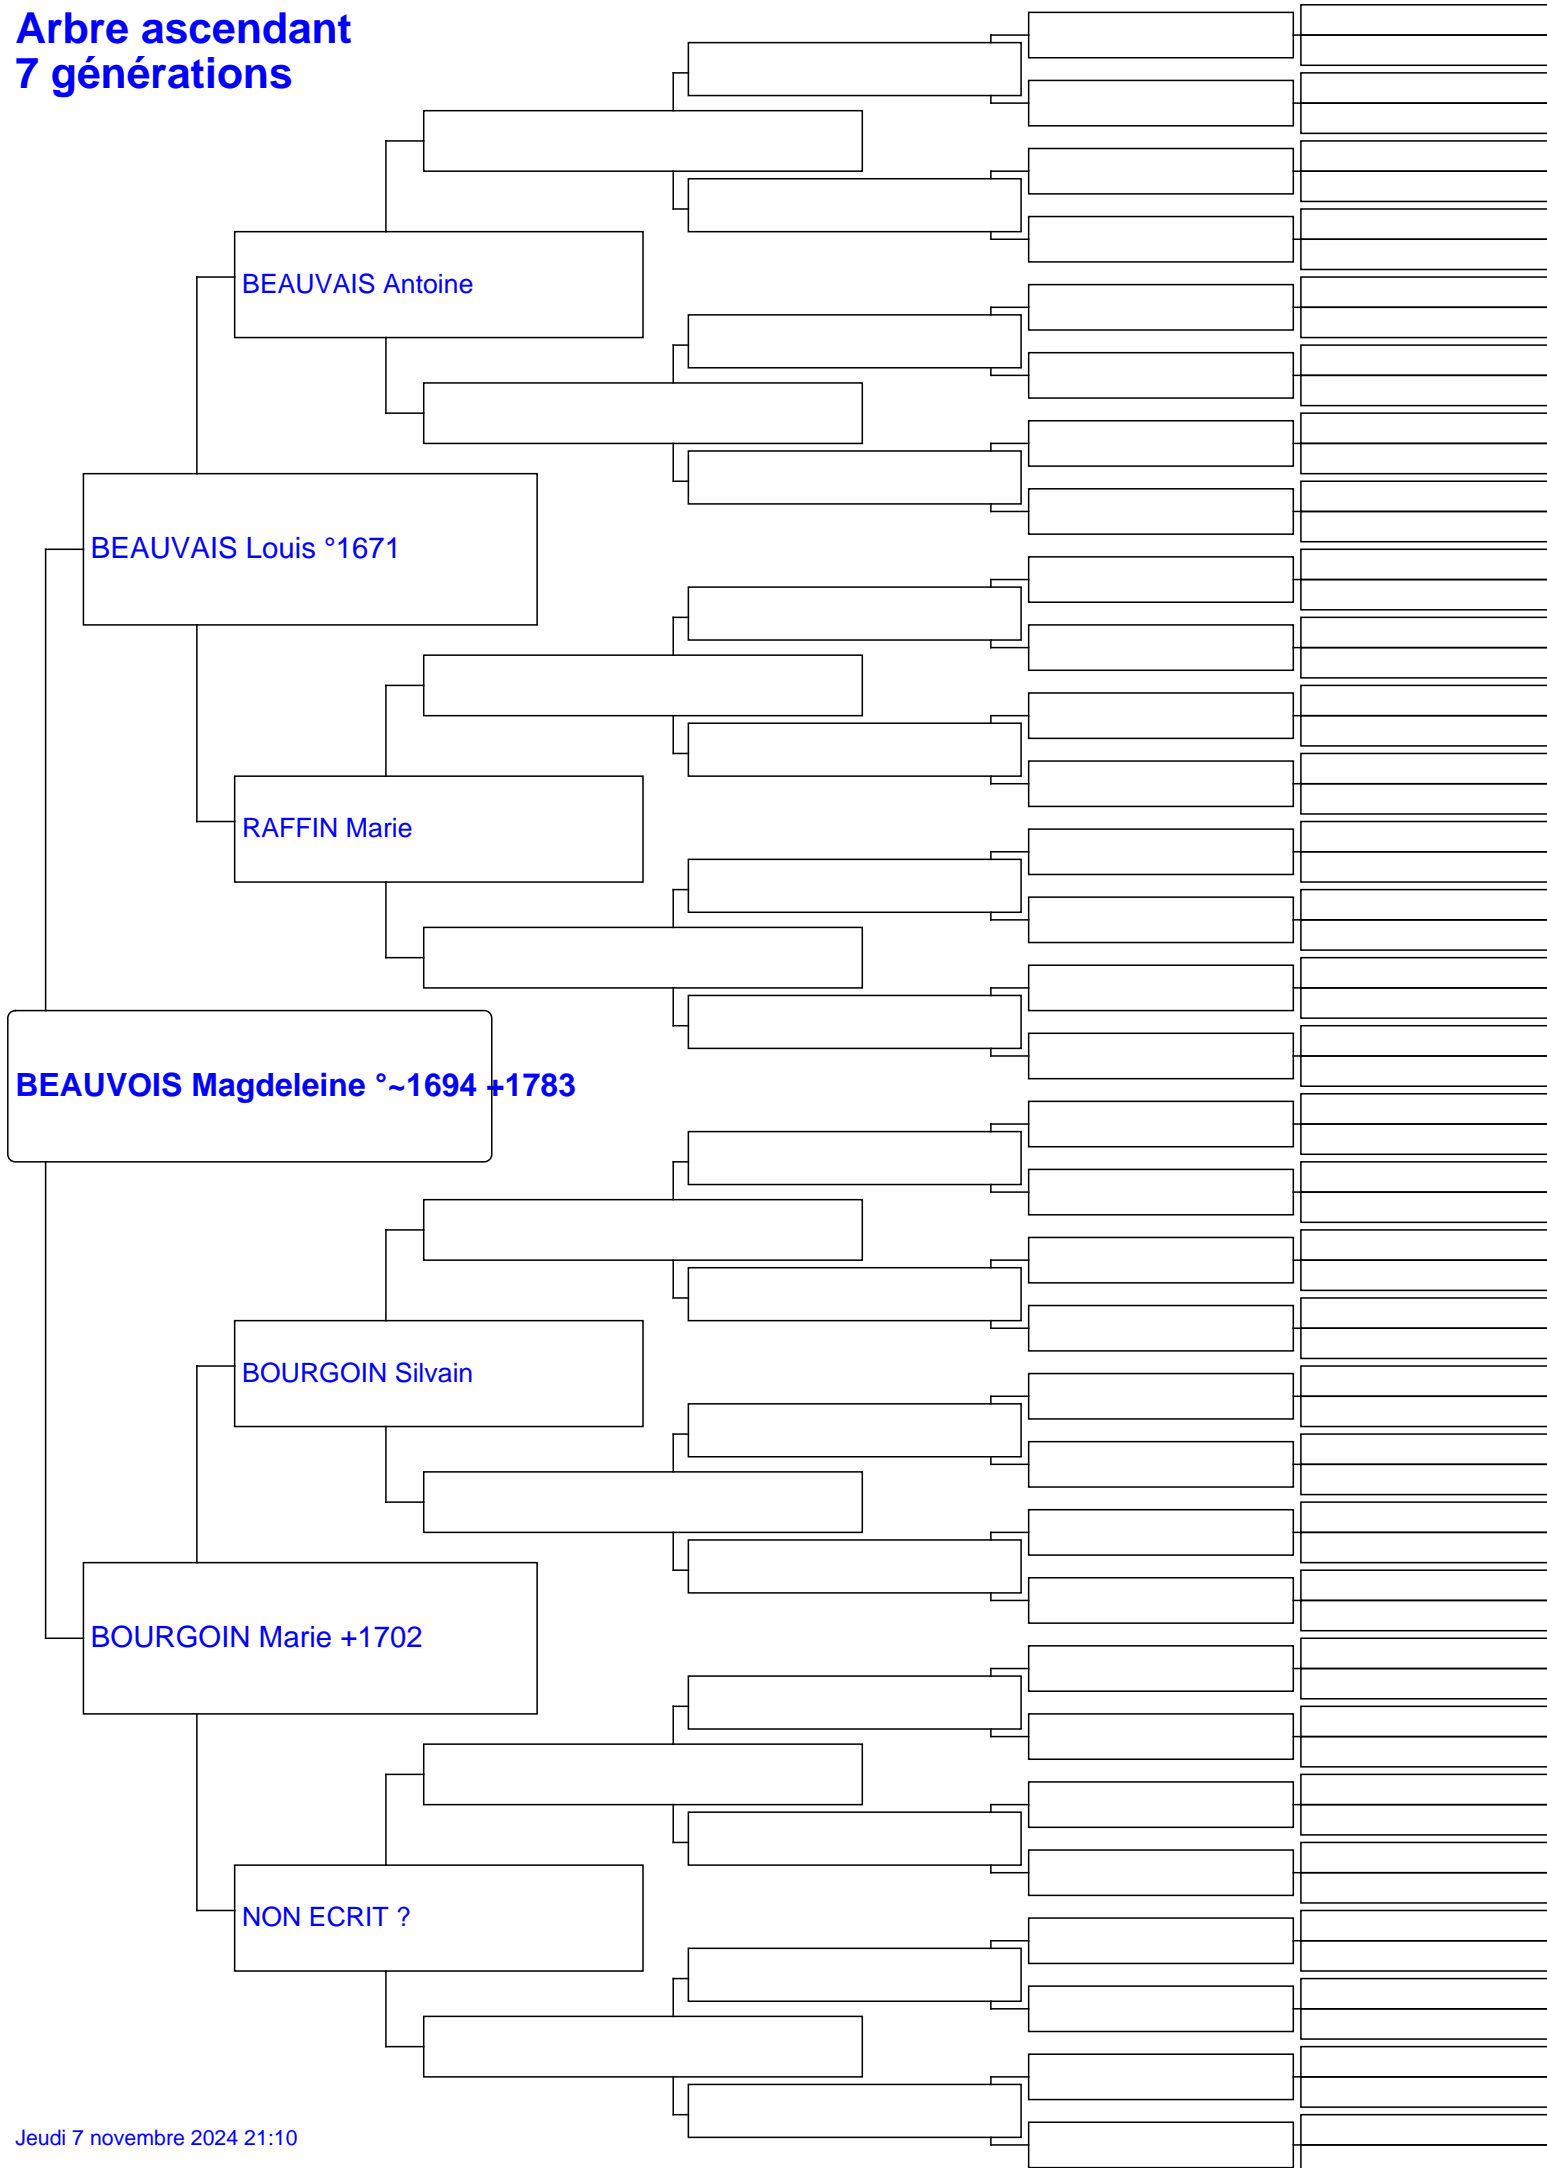 Arbre ascendant
7 générations
BEAUVAIS Antoine
BEAUVAIS Louis °1671
RAFFIN Marie
BEAUVOIS Magdeleine °~1694 +1783
BOURGOIN Silvain
BOURGOIN Marie +1702
NON ECRIT ?
Jeudi 7 novembre 2024 21:10